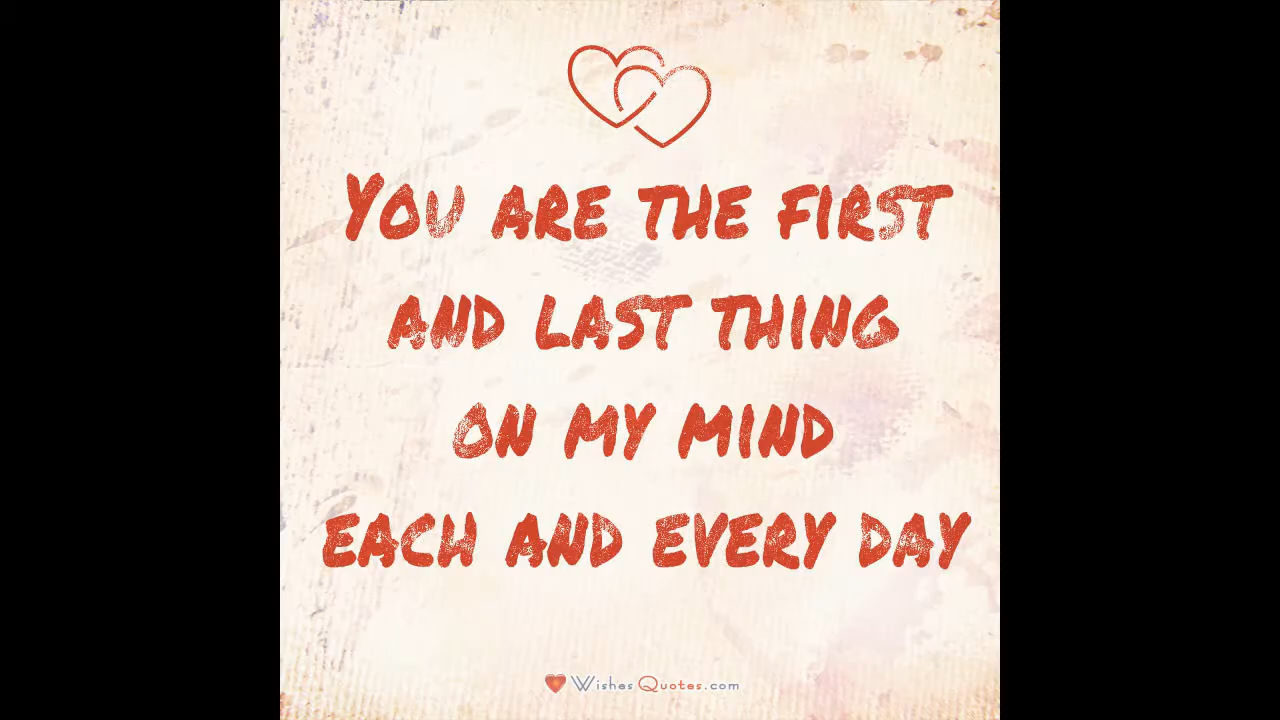 You are the first
and last thing
on my mind
each and every day
WishesQuotes.com